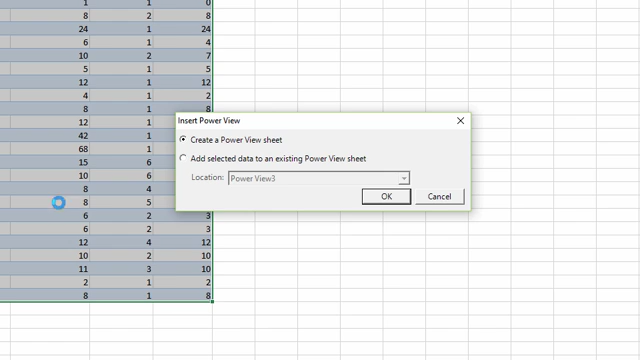 1 1 0
8 2 8
24 1 24
6 1 4
10 2 7
5 1 5
12 1 12
4 1 2
8 1 8
12 1
42 1
68 1
15 6
10 6
8 4
8 5
6 2 3
6 2 3
12 4 12
10 2 10
11 3 10
2 1 2
8 1 8
Insert Power View
Create a Power View sheet
Add selected data to an existing Power View sheet
Location: Power View3
OK Cancel